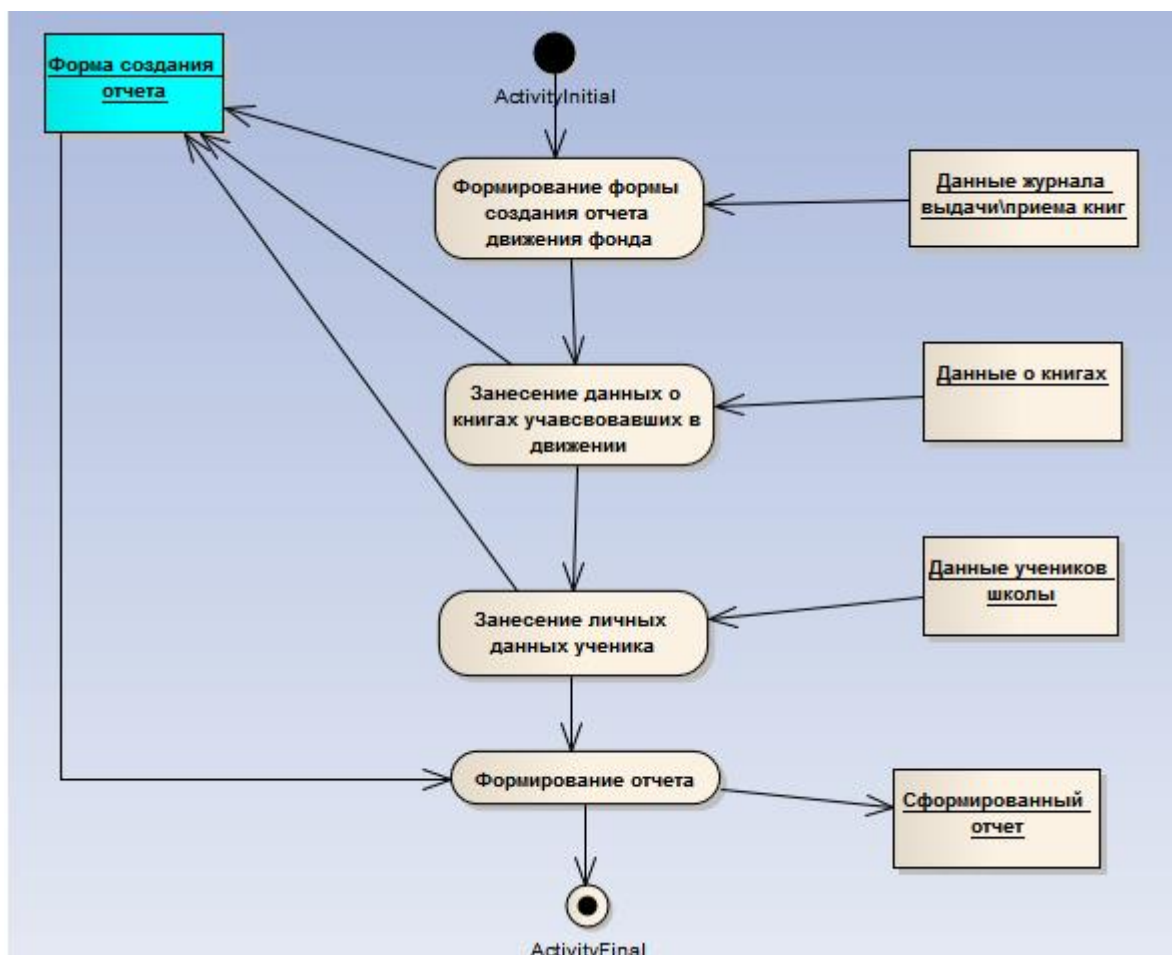 Форма создания
отчета
ActivityInitial
Формирование формы
создания отчета
движения фонда
Данные журнала
выдачи\приема книг
Занесение данных о
книгах учавсвовавших в
движении
Данные о книгах
Занесение личных
данных ученика
Данные учеников
школы
Формирование отчета
Сформированный
отчет
ActivityFinal